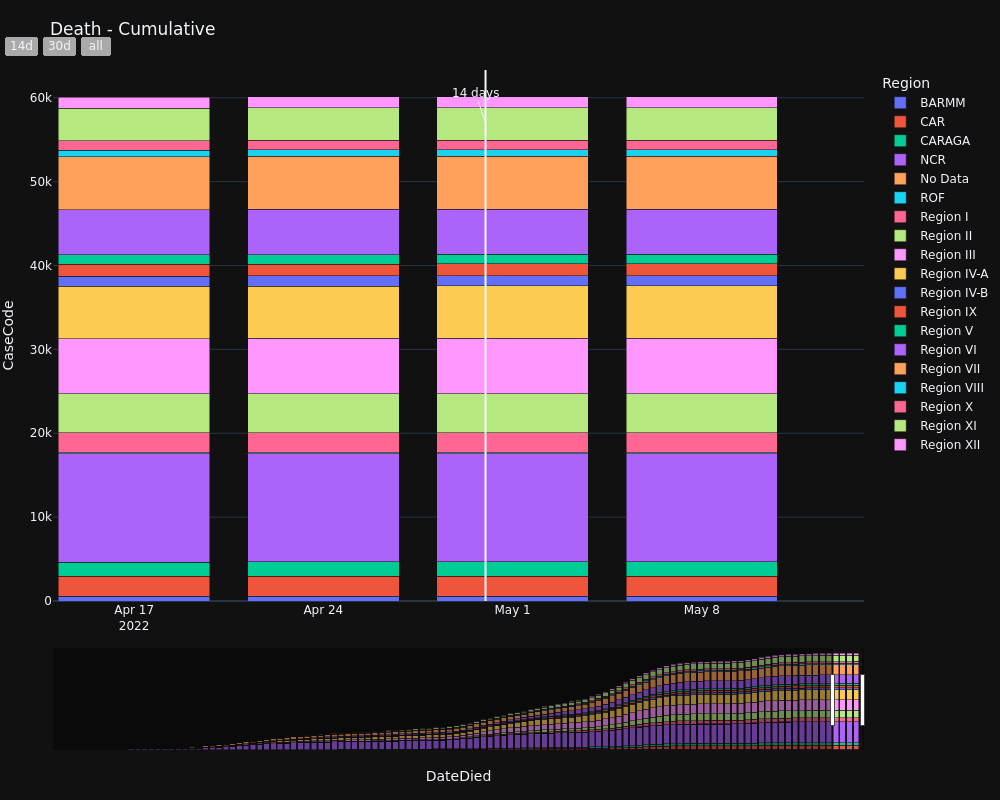 Death - Cumulative
14d 30d all
14 days
CaseCode
60k
50k
40k
30k
20k
10k
0
Apr 17
2022
Apr 24
May 1
May 8
DateDied
Region
BARMM
CAR
CARAGA
NCR
No Data
ROF
Region I
Region II
Region III
Region IV-A
Region IV-B
Region IX
Region V
Region VI
Region VII
Region VIII
Region X
Region XI
Region XII